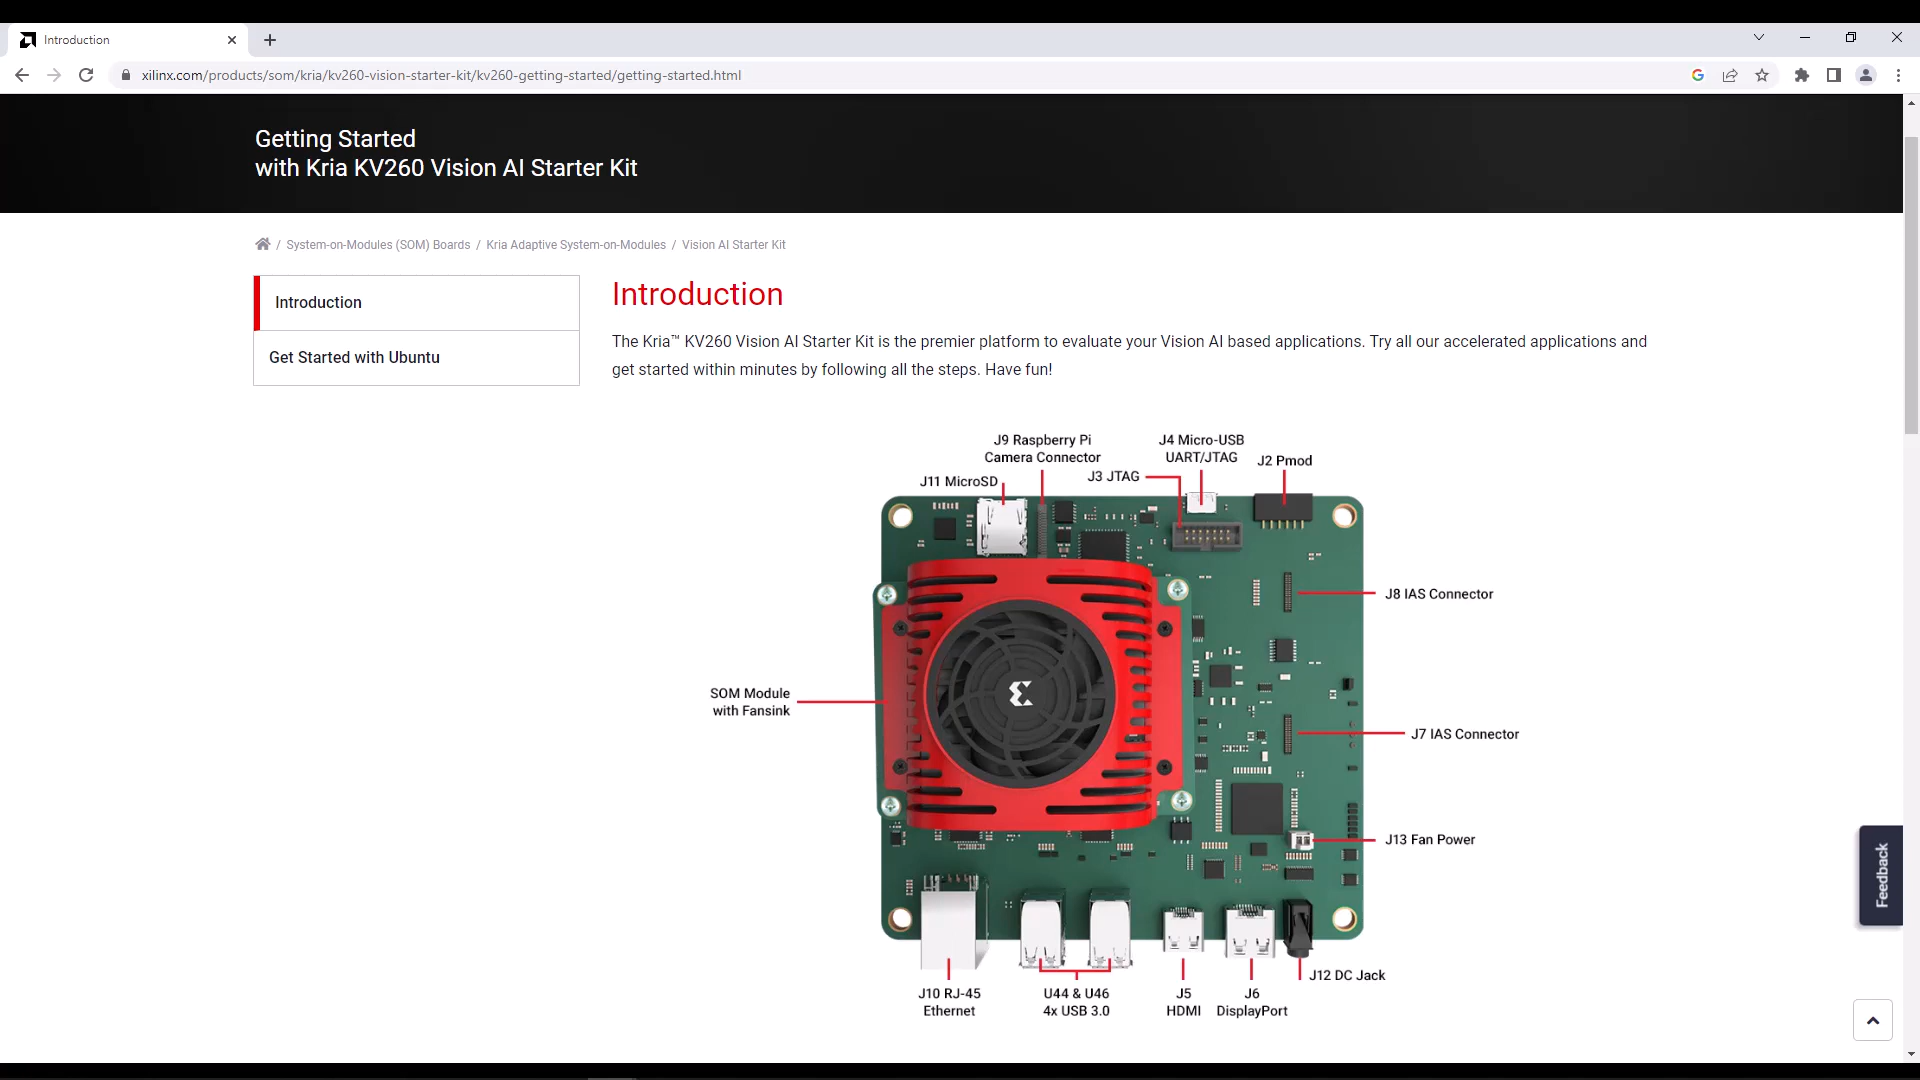 Introduction
xilinx.com/products/som/kria/kv260-vision-starter-kit/kv260-getting-started/getting-started.html
Getting Started
with Kria KV260 Vision AI Starter Kit
/ System-on-Modules (SOM) Boards / Kria Adaptive System-on-Modules / Vision AI Starter Kit
Introduction
Get Started with Ubuntu
Introduction
The Kria™ KV260 Vision AI Starter Kit is the premier platform to evaluate your Vision AI based applications. Try all our accelerated applications and
get started within minutes by following all the steps. Have fun!
J9 Raspberry Pi
Camera Connector
J4 Micro-USB
UART/JTAG
J2 Pmod
J3 JTAG
J11 MicroSD
J8 IAS Connector
SOM Module
with Fansink
J7 IAS Connector
J13 Fan Power
Feedback
J12 DC Jack
J10 RJ-45
Ethernet
U44 & U46
4x USB 3.0
J5
HDMI
J6
DisplayPort